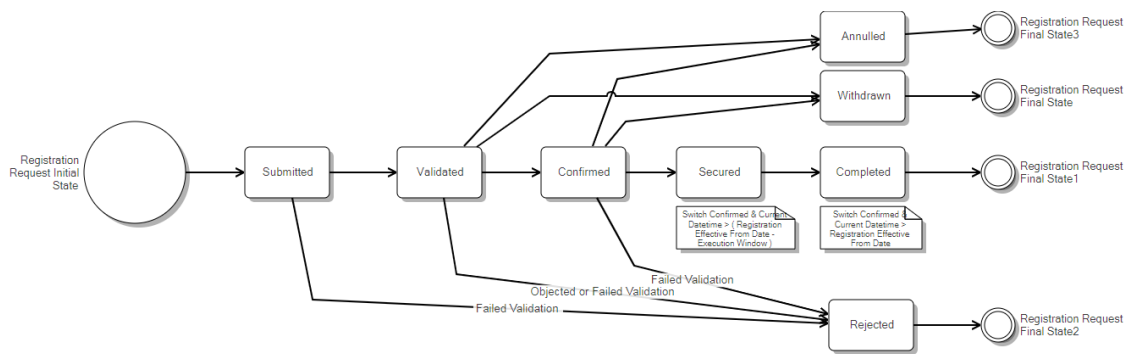 Registration Request
Final State3
Annulled
Withdrawn
Registration Request
Final State
Registration
Request Initial
State
Submitted
Validated
Confirmed
Secured
Completed
Registration Request
Final State1
Switch Confirmed & Current
Datetime > ( Registration
Effective From Date -
Execution Window )
Switch Confirmed &
Current Datetime >
Registration Effective
From Date
Failed Validation
Objected or Failed Validation
Failed Validation
Rejected
Registration Request
Final State2